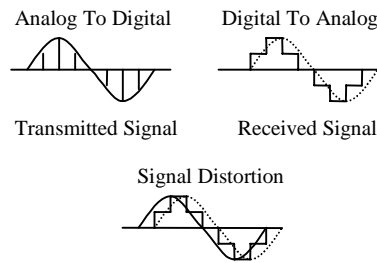 Analog To Digital
Digital To Analog
Transmitted Signal
Received Signal
Signal Distortion